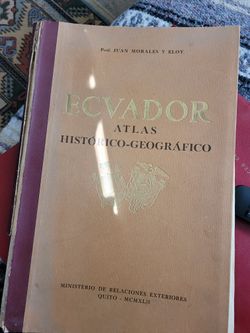 Prof. JUAN MORALES Y ELOY
ECVADOR
ATLAS
HISTÓRICO-GEOGRÁFICO
MINISTERIO DE RELACIONES EXTERIORES
QUITO - MCMXLII